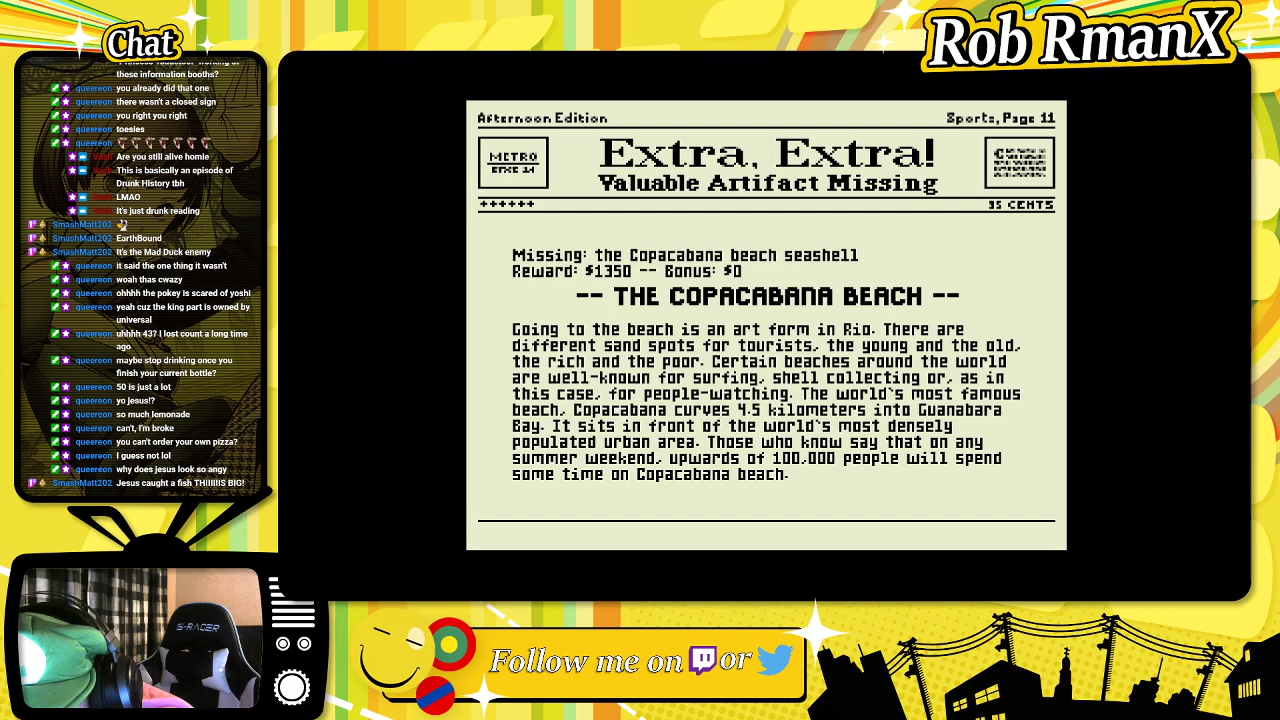 Chat
these information booths?
queereon you already did that one
queereon there wasn't a closed sign
queereon you right you right
queereon toesies
queereon
Are you still alive homie
This is basically an episode of
Drunk History tbh
LMAO
It's just drunk reading
SmashMatt202
SmashMatt202 EarthBound
SmashMatt202 It's the Mad Duck enemy
queereon it said the one thing it wasn't
queereon woah thas cwazy
queereon ohhhh the pokey is scared of yoshi
queereon yeah cuz the king part is owned by
universal
queereon uhhhh 43? I lost count a long time
ago
queereon maybe stop drinking once you
finish your current bottle?
queereon 50 is just a lot
queereon yo jesus!?
queereon so much lemonade
queereon can't, I'm broke
queereon you can't order your own pizza?
queereon I guess not lol
queereon why does jesus look so angy
SmashMatt202 Jesus caught a fish THIIIIIS BIG!
Rob RmanX
Afternoon Edition
Sports, Page 11
METRO
Extra Extra!
Valuable Artifact Missing
++++++
35 CENTS
Missing: the Copacabana beach seashell
Reward: $1350 -- Bonus: $0
-- THE COPACABANA BEACH --
Going to the beach is an art form in Rio. There are
different sand spots for tourists, the young and the old,
the rich and the poor. Certain beaches around the world
are well-known for surfing, shell collecting or, as in
this case, for people-watching. The world's most famous
beach, Copacabana curves 4.5 kilometers into Guanabara
Bay. It sits in front of the world's most densely
populated urban area. Those who know say that on any
summer weekend, upwards of 100,000 people will spend
some time on Copacabana beach.
S-RACER
Follow me on or